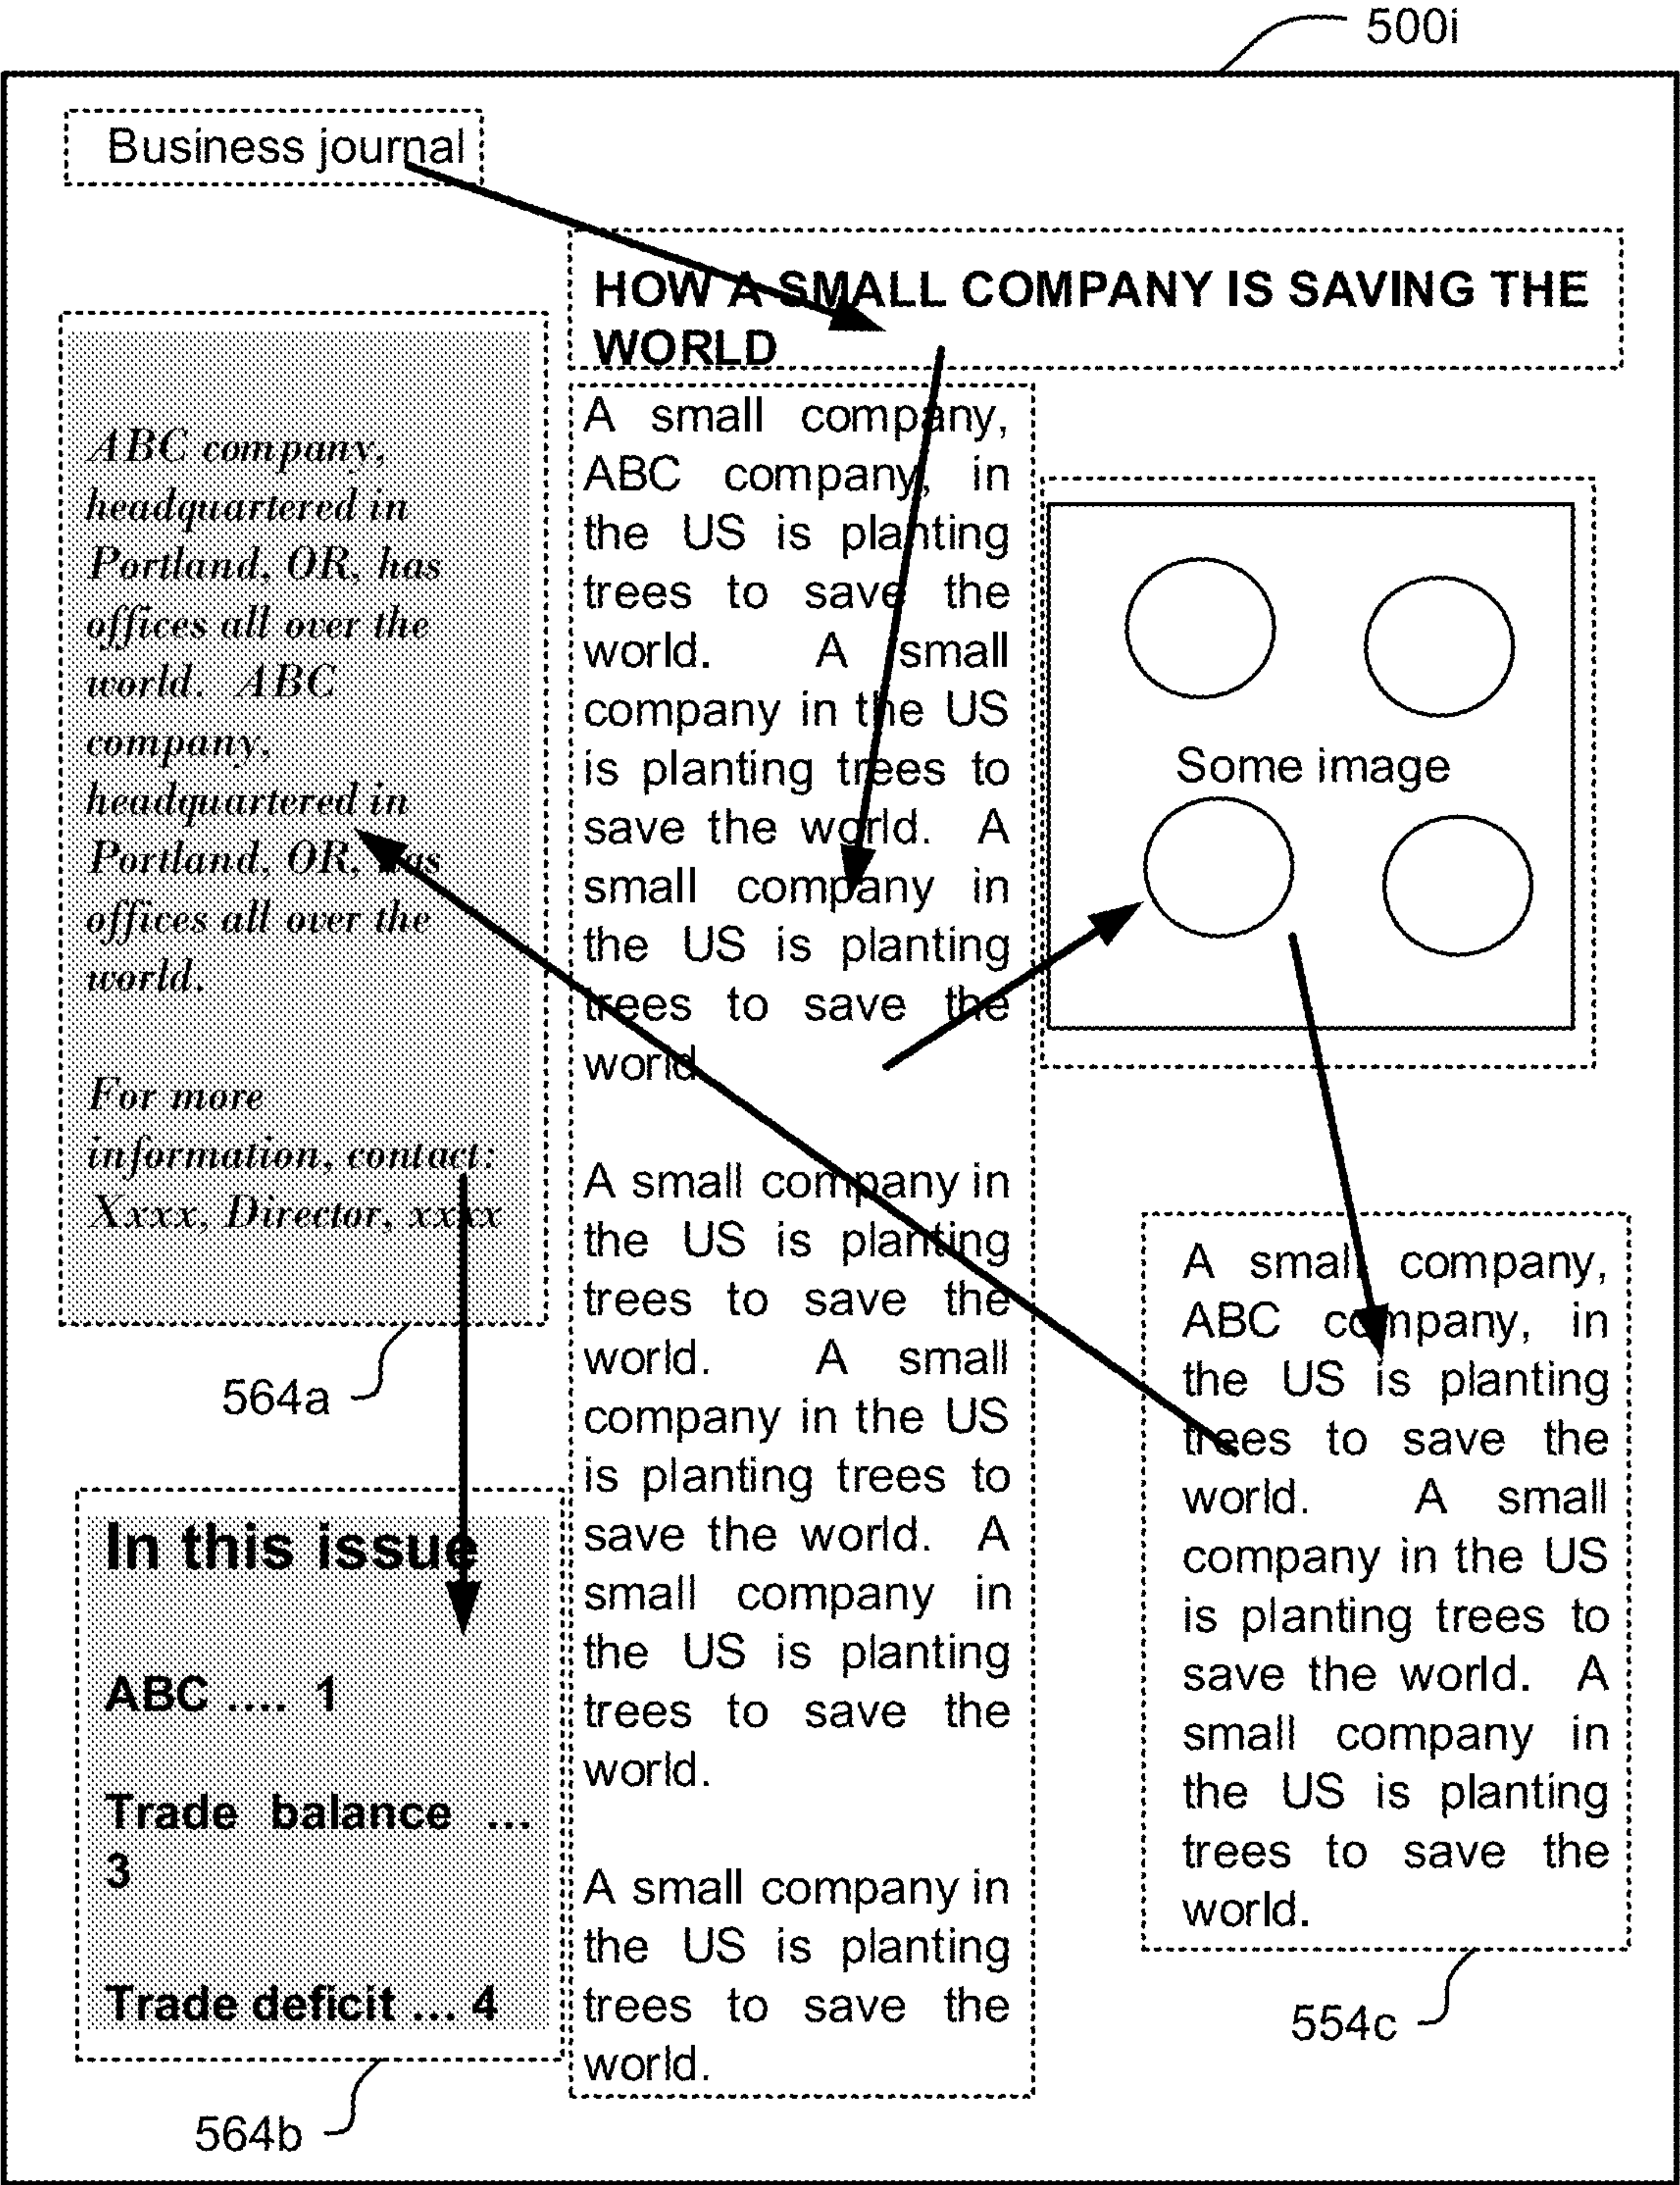 500i
Business journal
HOW A SMALL COMPANY IS SAVING THE
WORLD
A small company,
ABC company, in
the US is planting
trees to save the
world. A small
company in the US
is planting trees to
save the world. A
small company in
the US is planting
trees to save the
world.
A small company in
the US is planting
trees to save the
world. A small
company in the US
is planting trees to
save the world. A
small company in
the US is planting
trees to save the
world.
A small company in
the US is planting
trees to save the
world.
Some image
A small company,
ABC company, in
the US is planting
trees to save the
world. A small
company in the US
is planting trees to
save the world. A
small company in
the US is planting
trees to save the
world.
554c
ABC company,
headquartered in
Portland, OR, has
offices all over the
world. ABC
company,
headquartered in
Portland, OR, has
offices all over the
world.
For more
information, contact:
Xxxx, Director, xxxx
564a
In this issue
ABC .... 1
Trade balance ...
3
Trade deficit ... 4
564b